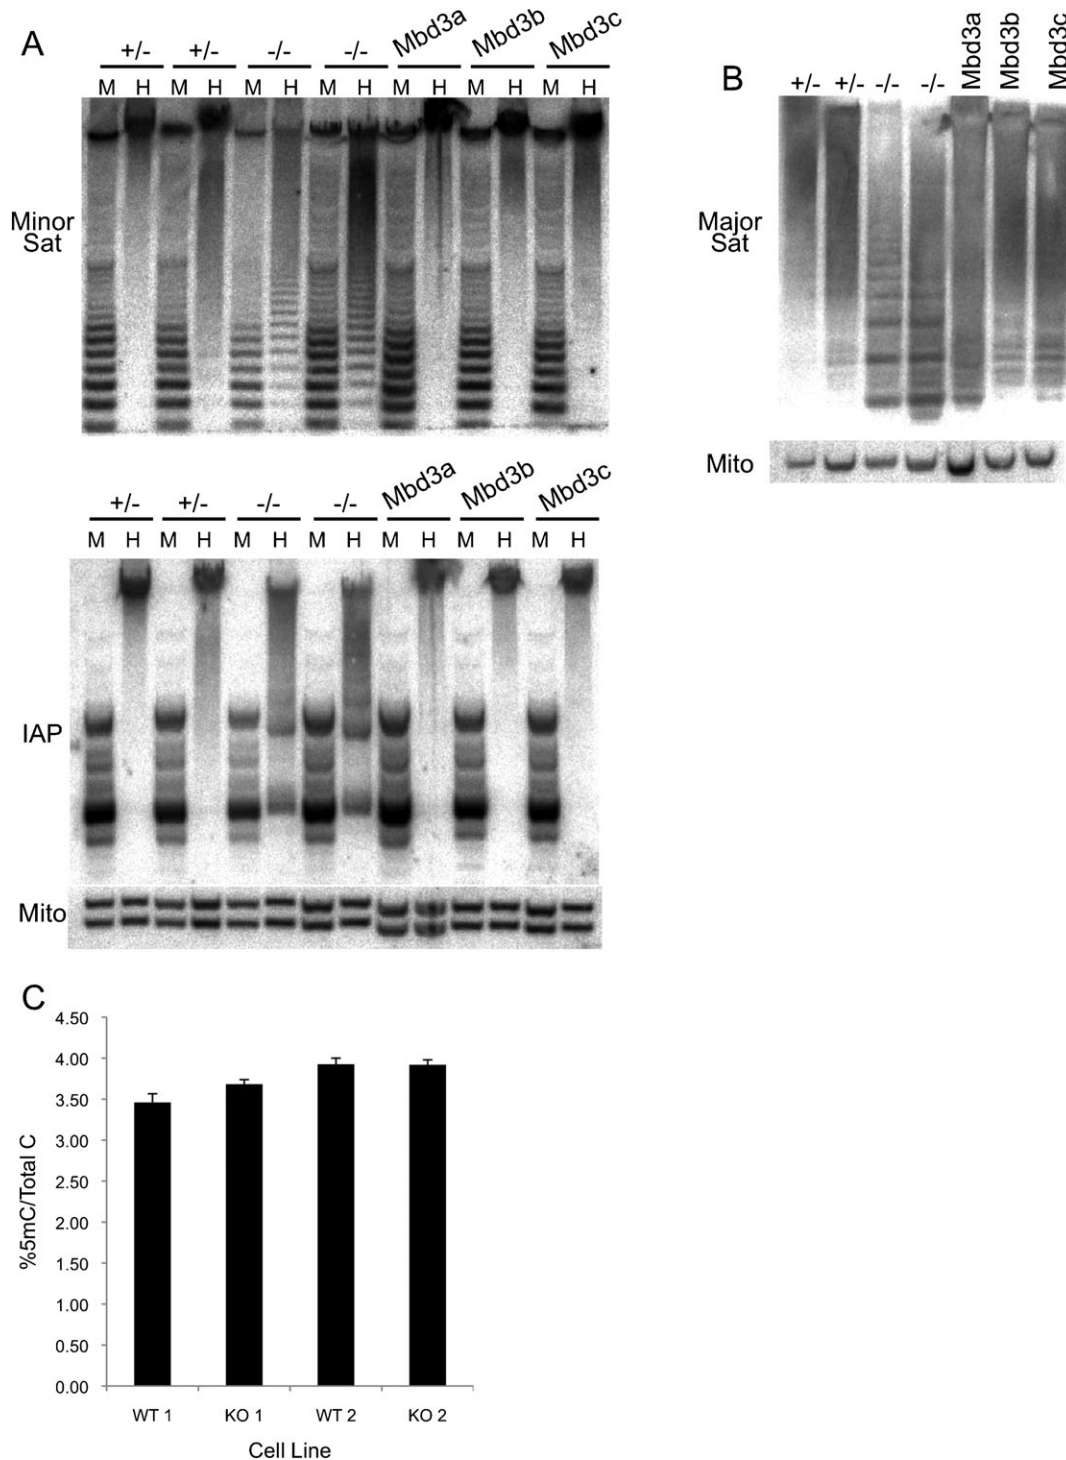 A
+/- +/- -/- -/- Mbd3a Mbd3b Mbd3c
M H M H M H M H M H M H M H
Minor
Sat
+/- +/- -/- -/- Mbd3a Mbd3b Mbd3c
M H M H M H M H M H M H M H
IAP
Mito
B
+/- +/- -/- -/- Mbd3a Mbd3b Mbd3c
Major
Sat
Mito
C
4.50
4.00
3.50
3.00
2.50
2.00
1.50
1.00
0.50
0.00
%5mC/Total C
WT 1 KO 1 WT 2 KO 2
Cell Line